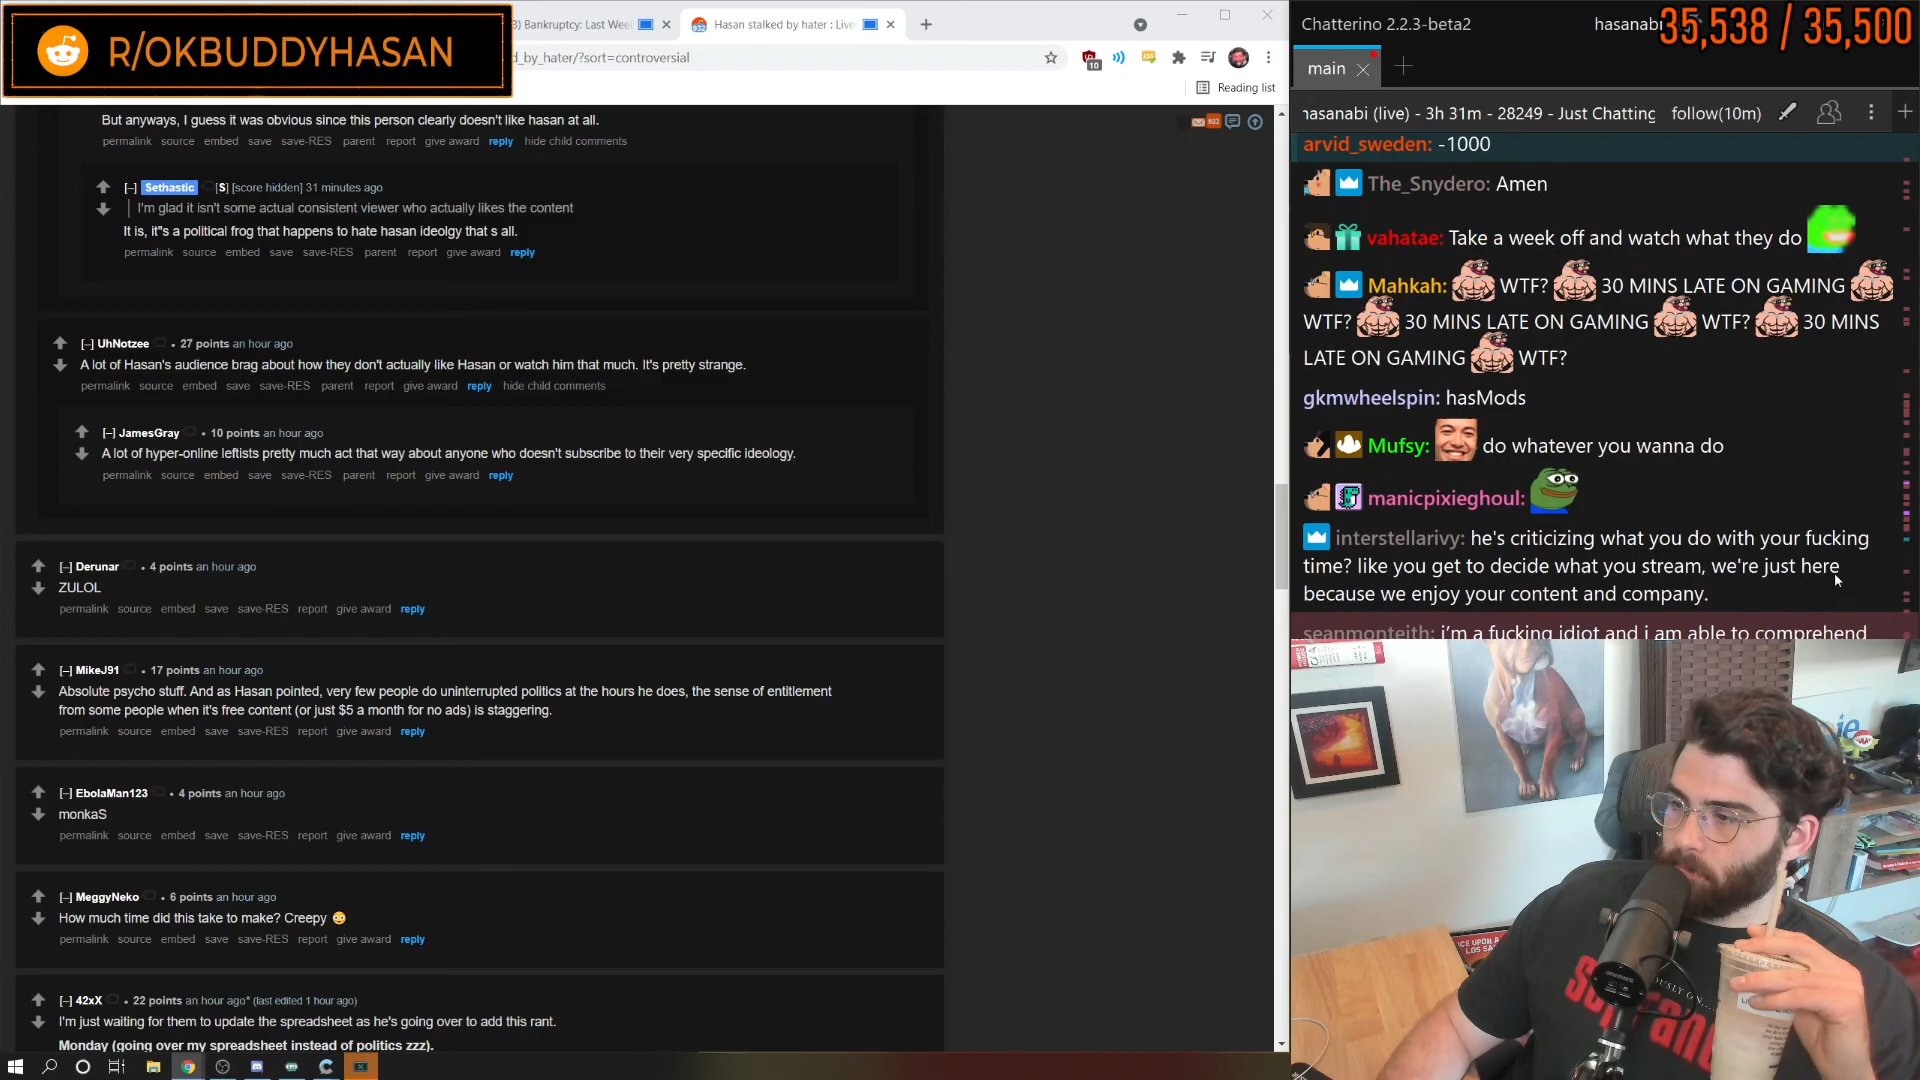 R/OKBUDDYHASAN
) Bankruptcy: Last Wee
Hasan stalked by hater : Live
d_by_hater/?sort=controversial
10
Reading list
But anyways, I guess it was obvious since this person clearly doesn't like hasan at all.
permalink source embed save save-RES parent report give award reply hide child comments
[–] Sethastic [S] [score hidden] 31 minutes ago
I'm glad it isn't some actual consistent viewer who actually likes the content
It is, it"s a political frog that happens to hate hasan ideolgy that s all.
permalink source embed save save-RES parent report give award reply
[–] UhNotzee • 27 points an hour ago
A lot of Hasan's audience brag about how they don't actually like Hasan or watch him that much. It's pretty strange.
permalink source embed save save-RES parent report give award reply hide child comments
[–] JamesGray • 10 points an hour ago
A lot of hyper-online leftists pretty much act that way about anyone who doesn't subscribe to their very specific ideology.
permalink source embed save save-RES parent report give award reply
[–] Derunar • 4 points an hour ago
ZULOL
permalink source embed save save-RES report give award reply
[–] MikeJ91 • 17 points an hour ago
Absolute psycho stuff. And as Hasan pointed, very few people do uninterrupted politics at the hours he does, the sense of entitlement
from some people when it's free content (or just $5 a month for no ads) is staggering.
permalink source embed save save-RES report give award reply
[–] EbolaMan123 • 4 points an hour ago
monkaS
permalink source embed save save-RES report give award reply
[–] MeggyNeko • 6 points an hour ago
How much time did this take to make? Creepy
permalink source embed save save-RES report give award reply
[–] 42xX • 22 points an hour ago* (last edited 1 hour ago)
I'm just waiting for them to update the spreadsheet as he's going over to add this rant.
Monday (going over my spreadsheet instead of politics zzz).
Chatterino 2.2.3-beta2
hasanabi
35,538 / 35,500
main
hasanabi (live) - 3h 31m - 28249 - Just Chatting
follow(10m)
arvid_sweden: -1000
The_Snydero: Amen
vahatae: Take a week off and watch what they do
Mahkah: WTF? 30 MINS LATE ON GAMING
WTF? 30 MINS LATE ON GAMING WTF? 30 MINS
LATE ON GAMING WTF?
gkmwheelspin: hasMods
Mufsy: do whatever you wanna do
manicpixieghoul:
interstellarivy: he's criticizing what you do with your fucking
time? like you get to decide what you stream, we're just here
because we enjoy your content and company.
seanmonteith: i'm a fucking idiot and i am able to comprehend